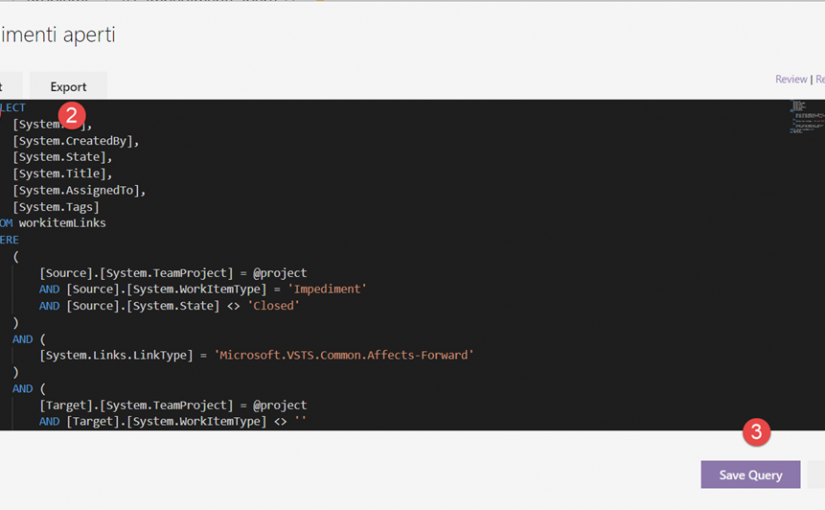 imenti aperti
t Export Review | Re
LECT
2
[System.
],
[System.CreatedBy],
[System.State],
[System.Title],
[System.AssignedTo],
[System.Tags]
OM workitemLinks
ERE
(
[Source].[System.TeamProject] = @project
AND [Source].[System.WorkItemType] = 'Impediment'
AND [Source].[System.State] <> 'Closed'
)
AND (
[System.Links.LinkType] = 'Microsoft.VSTS.Common.Affects-Forward'
)
AND (
[Target].[System.TeamProject] = @project
AND [Target].[System.WorkItemType] <> ''
3
Save Query